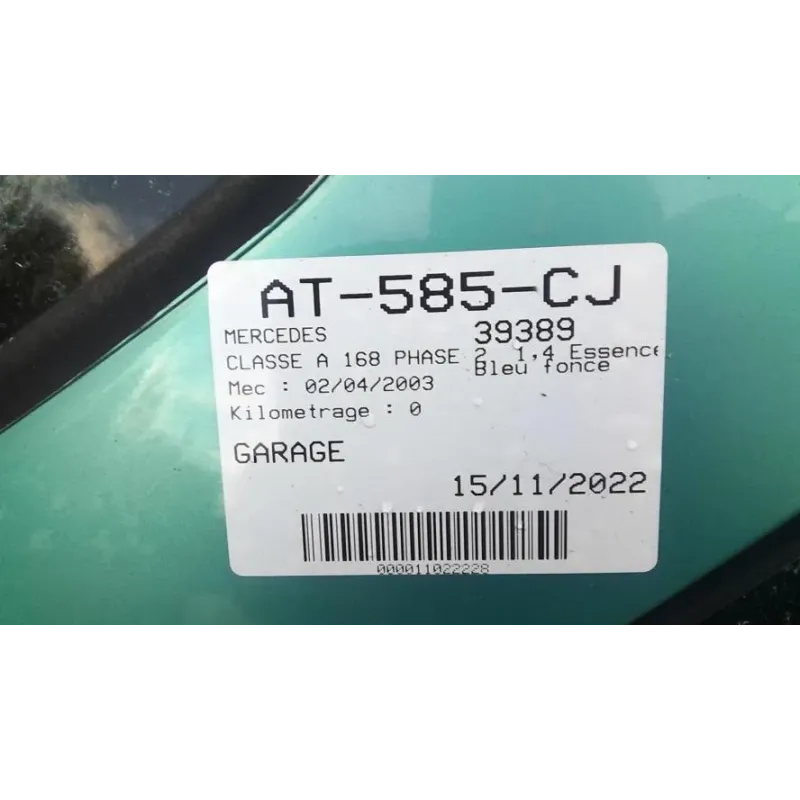 AT-585-CJ
MERCEDES 39389
CLASSE A 168 PHASE 2 1,4 Essence
Bleu fonce
Mec : 02/04/2003
Kilometrage : 0
GARAGE
15/11/2022
000011022228